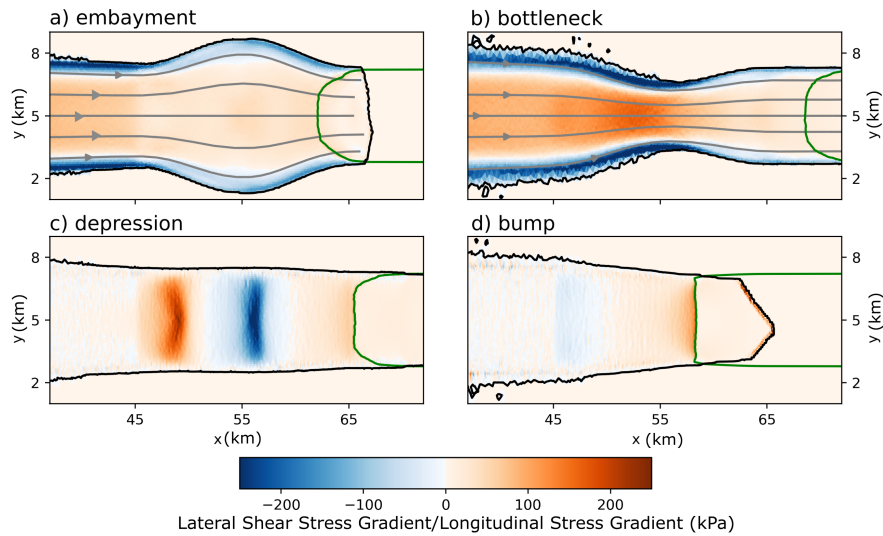 a) embayment
b) bottleneck
8
5
2
y (km)
8
5
2
y (km)
c) depression
d) bump
8
5
2
y (km)
8
5
2
y (km)
45 55 65
45 55 65
x (km)
x (km)
−200 −100 0 100 200
Lateral Shear Stress Gradient/Longitudinal Stress Gradient (kPa)